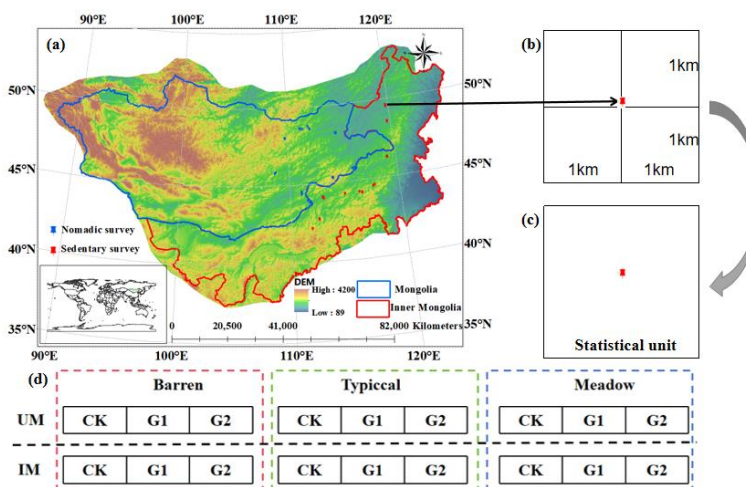 90°E 100°E 110°E 120°E
(a)
50°N
45°N
40°N
35°N
50°N
45°N
40°N
Nomadic survey
Sedentary survey
DEM
High : 4200
Low : 89
Mongolia
Inner Mongolia
0 20,500 41,000 82,000 Kilometers
90°E 100°E 110°E 120°E
(b)
1km
1km
1km 1km
(c)
Statistical unit
(d)
Barren Typiccal Meadow
UM CK G1 G2 CK G1 G2 CK G1 G2
IM CK G1 G2 CK G1 G2 CK G1 G2